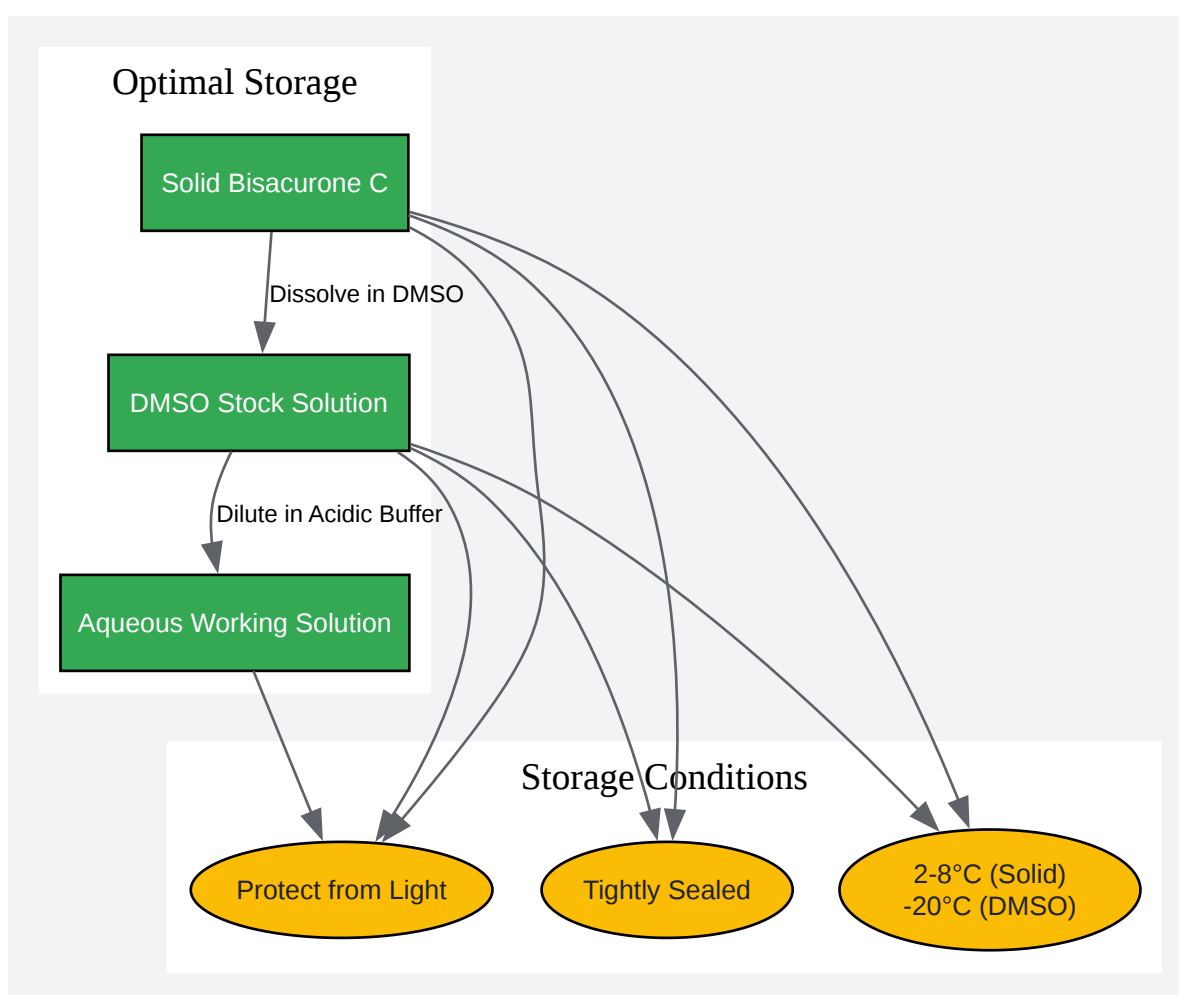 Optimal Storage
Solid Bisacurone C
Dissolve in DMSO
DMSO Stock Solution
Dilute in Acidic Buffer
Aqueous Working Solution
Storage Conditions
Protect from Light
Tightly Sealed
2-8°C (Solid)
-20°C (DMSO)